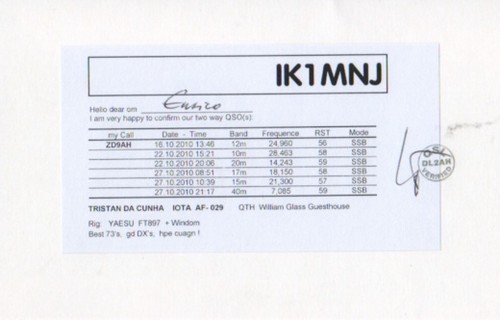 IK1MNJ
Hello dear om Enrico
I am very happy to confirm our two way QSO(s):
my Call Date - Time Band Frequence RST Mode
ZD9AH 16.10.2010 13.46 12m 24,960 56 SSB
22.10.2010 15:21 10m 28,463 58 SSB
22.10.2010 20:06 20m 14,243 59 SSB
27.10.2010 08:51 17m 18,150 58 SSB
27.10.2010 10:39 15m 21,300 57 SSB
27.10.2010 21:17 40m 7,085 59 SSB
TRISTAN DA CUNHA IOTA AF- 029 QTH William Glass Guesthouse
Rig: YAESU FT897 + Windom
Best 73's, gd DX's, hpe cuagn !
QSL
DL2AH
VERIFIED